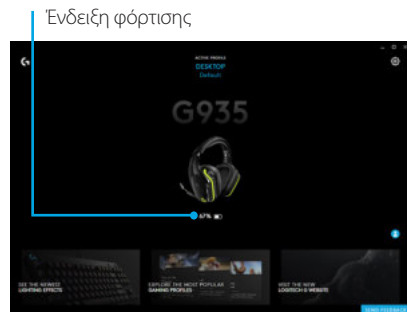 Ένδειξη φόρτισης
ACTIVE PROFILE
DESKTOP
Default
G935
67%
SEE THE NEWEST
LIGHTING EFFECTS
EXPLORE THE MOST POPULAR
GAMING PROFILES
VISIT THE NEW
LOGITECH G WEBSITE
SEND FEEDBACK